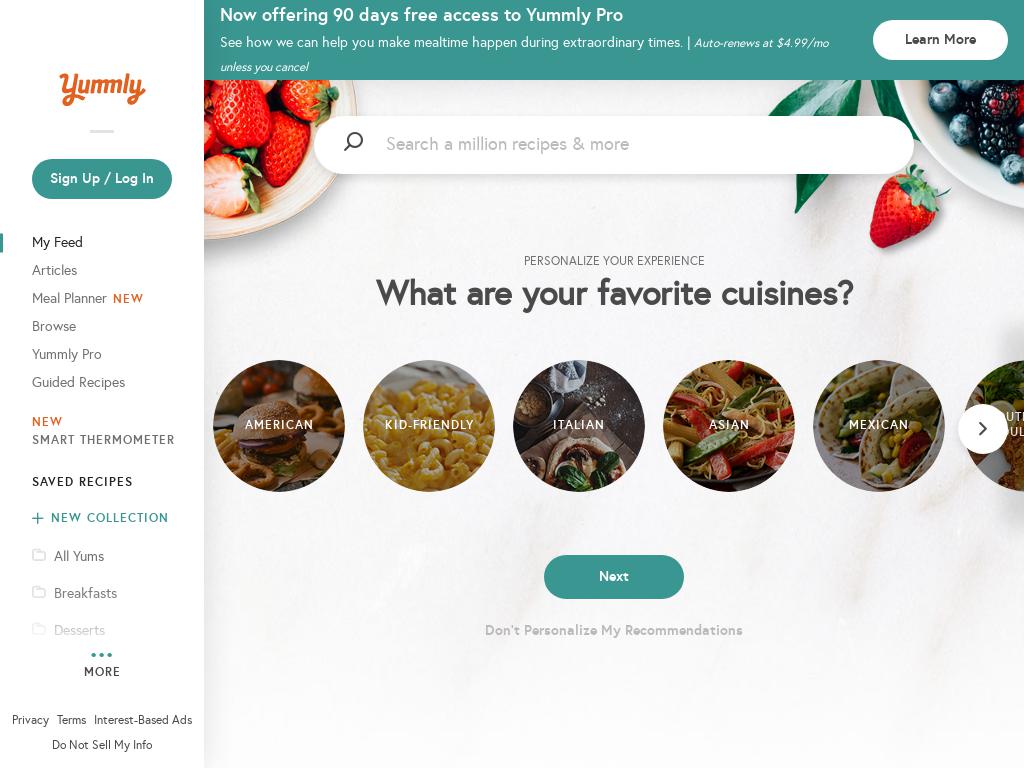 Now offering 90 days free access to Yummly Pro
See how we can help you make mealtime happen during extraordinary times. | Auto-renews at $4.99/mo
unless you cancel
Learn More
Yummly
Search a million recipes & more
Sign Up / Log In
My Feed
Articles
Meal Planner NEW
Browse
Yummly Pro
Guided Recipes
NEW
SMART THERMOMETER
SAVED RECIPES
+ NEW COLLECTION
All Yums
Breakfasts
Desserts
MORE
Privacy Terms Interest-Based Ads
Do Not Sell My Info
PERSONALIZE YOUR EXPERIENCE
What are your favorite cuisines?
AMERICAN
KID-FRIENDLY
ITALIAN
ASIAN
MEXICAN
Next
Don't Personalize My Recommendations